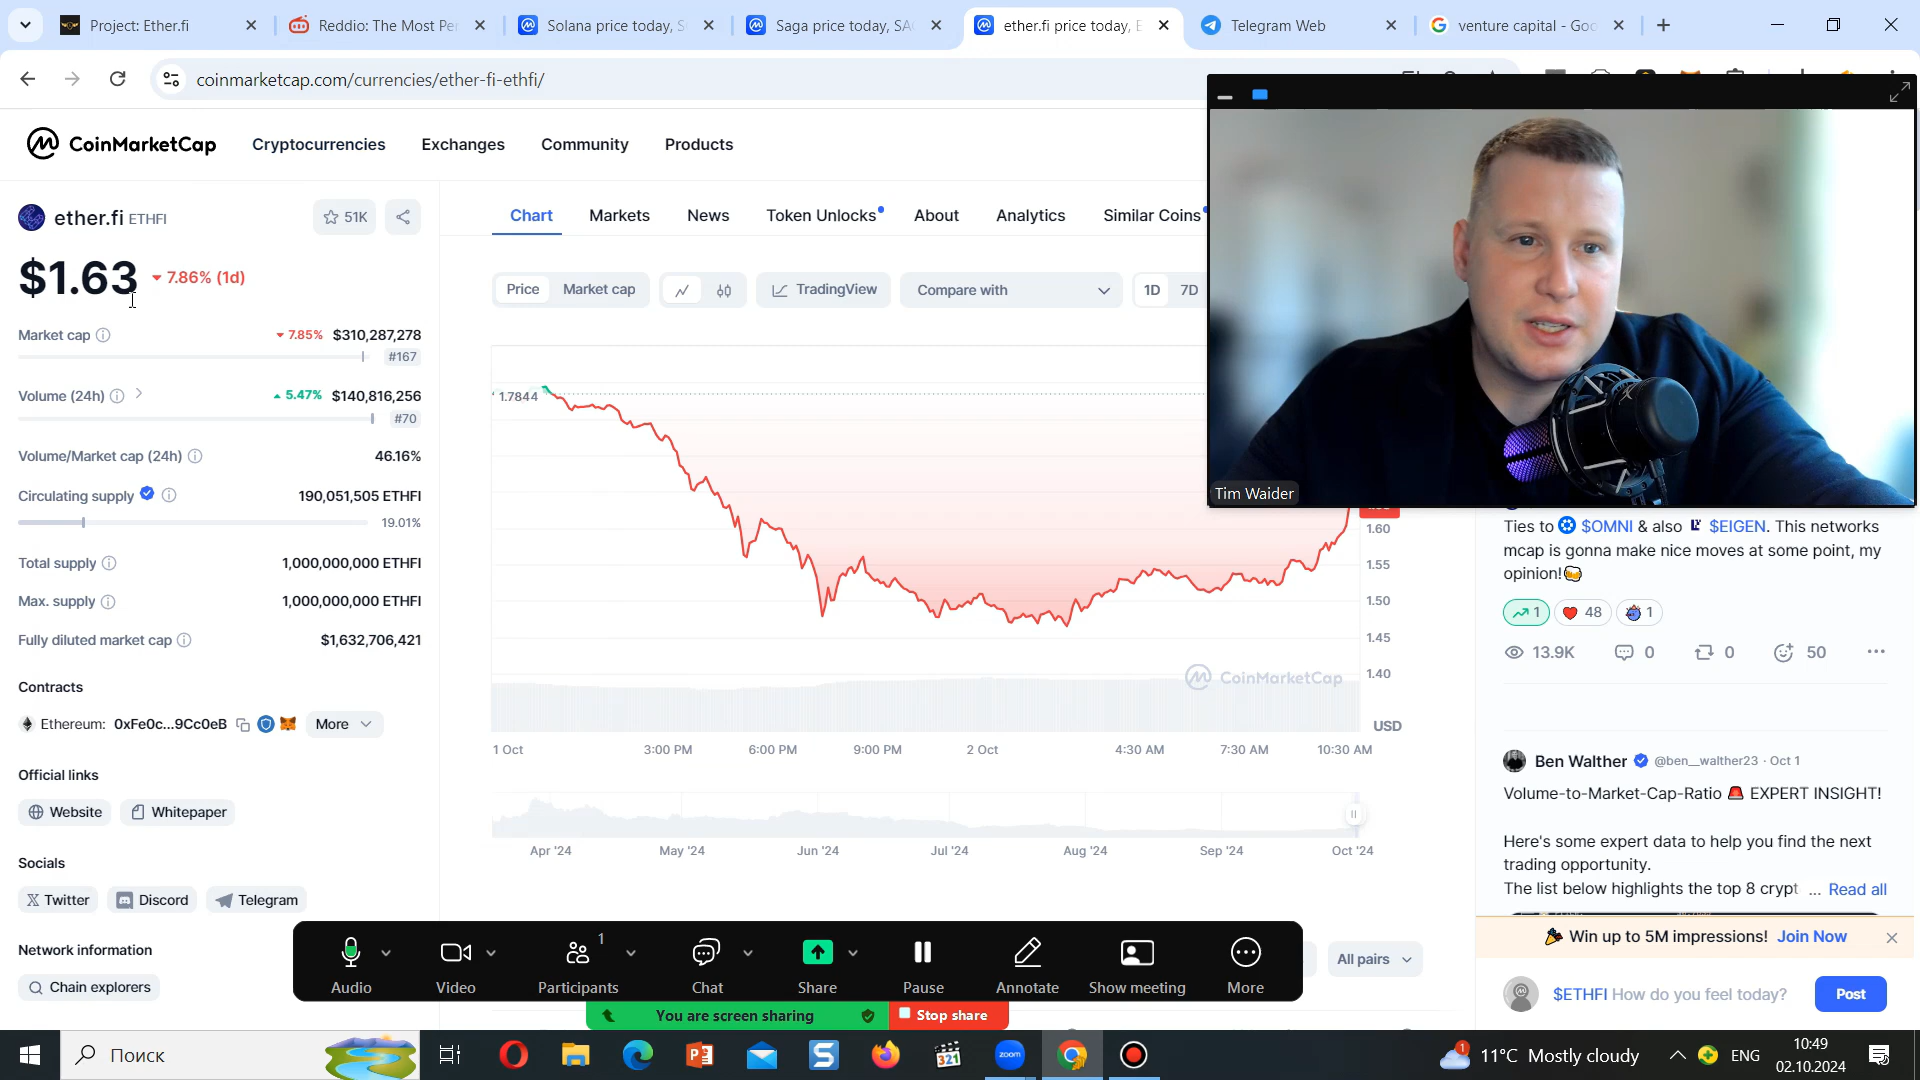 Project: Ether.fi
Reddio: The Most Per
Solana price today, S
Saga price today, SA
ether.fi price today, E
Telegram Web
venture capital - Goo
coinmarketcap.com/currencies/ether-fi-ethfi/
CoinMarketCap
Cryptocurrencies
Exchanges
Community
Products
ether.fi ETHFI
51K
$1.63
7.86% (1d)
Market cap
7.85% $310,287,278
#167
Volume (24h)
5.47% $140,816,256
#70
Volume/Market cap (24h)
46.16%
Circulating supply
190,051,505 ETHFI
19.01%
Total supply
1,000,000,000 ETHFI
Max. supply
1,000,000,000 ETHFI
Fully diluted market cap
$1,632,706,421
Contracts
Ethereum: 0xFe0c...9Cc0eB
More
Official links
Website
Whitepaper
Socials
Twitter
Discord
Telegram
Network information
Chain explorers
Chart
Markets
News
Token Unlocks
About
Analytics
Similar Coins
Price
Market cap
TradingView
Compare with
1D
7D
1.7844
1.60
1.55
1.50
1.45
1.40
CoinMarketCap
USD
1 Oct
3:00 PM
6:00 PM
9:00 PM
2 Oct
4:30 AM
7:30 AM
10:30 AM
Apr '24
May '24
Jun '24
Jul '24
Aug '24
Sep '24
Oct '24
All pairs
Tim Waider
Ties to $OMNI & also $EIGEN. This networks
mcap is gonna make nice moves at some point, my
opinion!🍻
1
48
1
13.9K
0
0
50
Ben Walther @ben__walther23 · Oct 1
Volume-to-Market-Cap-Ratio 🚨 EXPERT INSIGHT!
Here's some expert data to help you find the next
trading opportunity.
The list below highlights the top 8 crypt ... Read all
Win up to 5M impressions! Join Now
$ETHFI How do you feel today?
Post
Audio
Video
1
Participants
Chat
Share
Pause
Annotate
Show meeting
More
You are screen sharing
Stop share
Поиск
321
zoom
1
11°C Mostly cloudy
ENG
10:49
02.10.2024